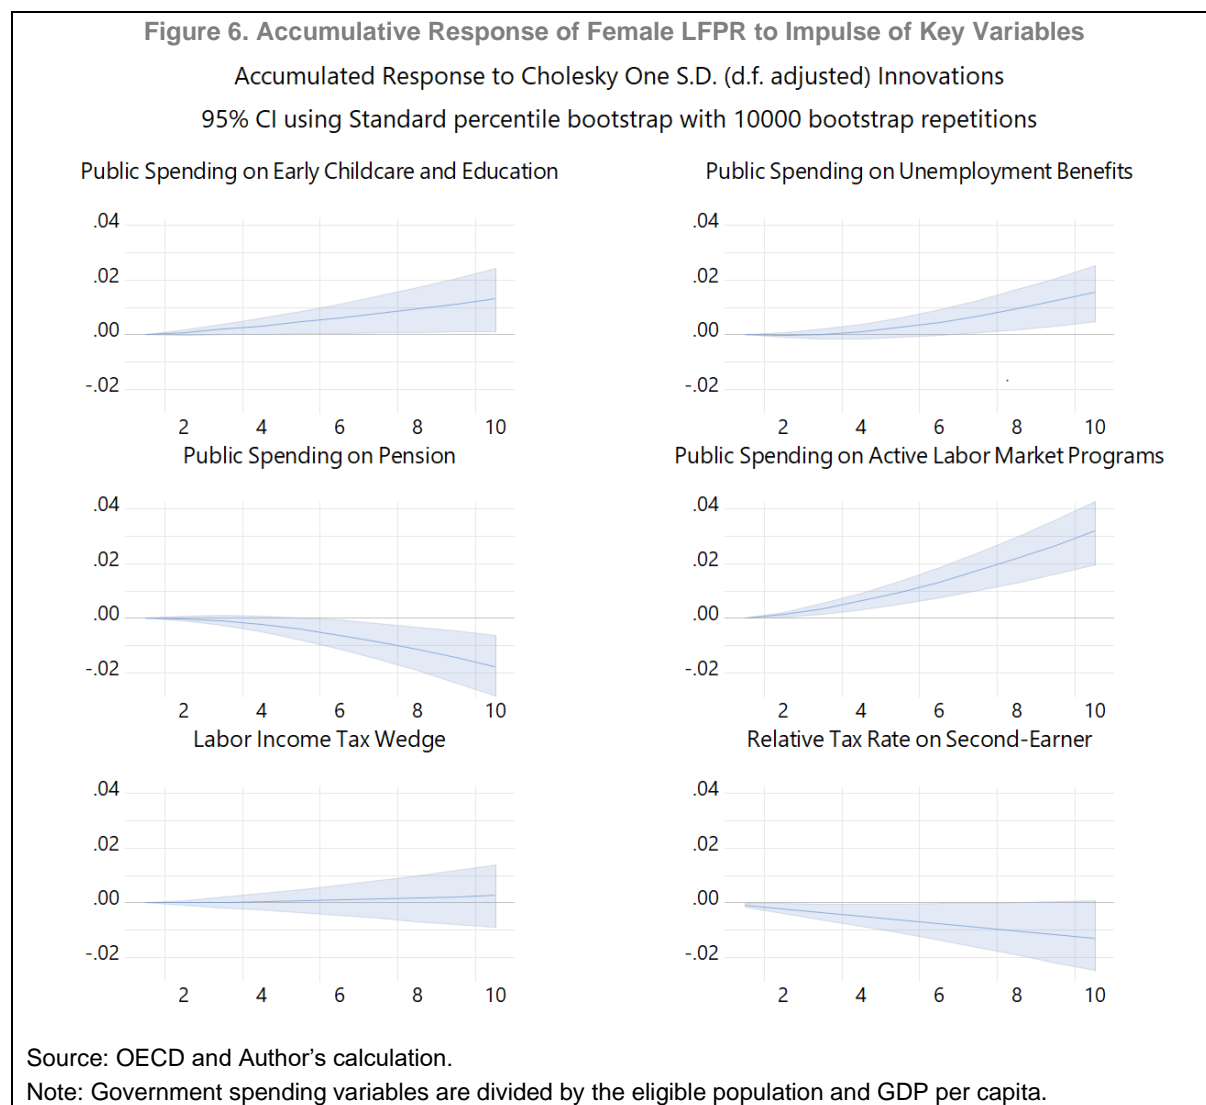 Figure 6. Accumulative Response of Female LFPR to Impulse of Key Variables
Accumulated Response to Cholesky One S.D. (d.f. adjusted) Innovations
95% CI using Standard percentile bootstrap with 10000 bootstrap repetitions
Public Spending on Early Childcare and Education
.04
.02
.00
-.02
2 4 6 8 10
Public Spending on Unemployment Benefits
.04
.02
.00
-.02
2 4 6 8 10
Public Spending on Pension
.04
.02
.00
-.02
2 4 6 8 10
Public Spending on Active Labor Market Programs
.04
.02
.00
-.02
2 4 6 8 10
Labor Income Tax Wedge
.04
.02
.00
-.02
2 4 6 8 10
Relative Tax Rate on Second-Earner
.04
.02
.00
-.02
2 4 6 8 10
Source: OECD and Author's calculation.
Note: Government spending variables are divided by the eligible population and GDP per capita.